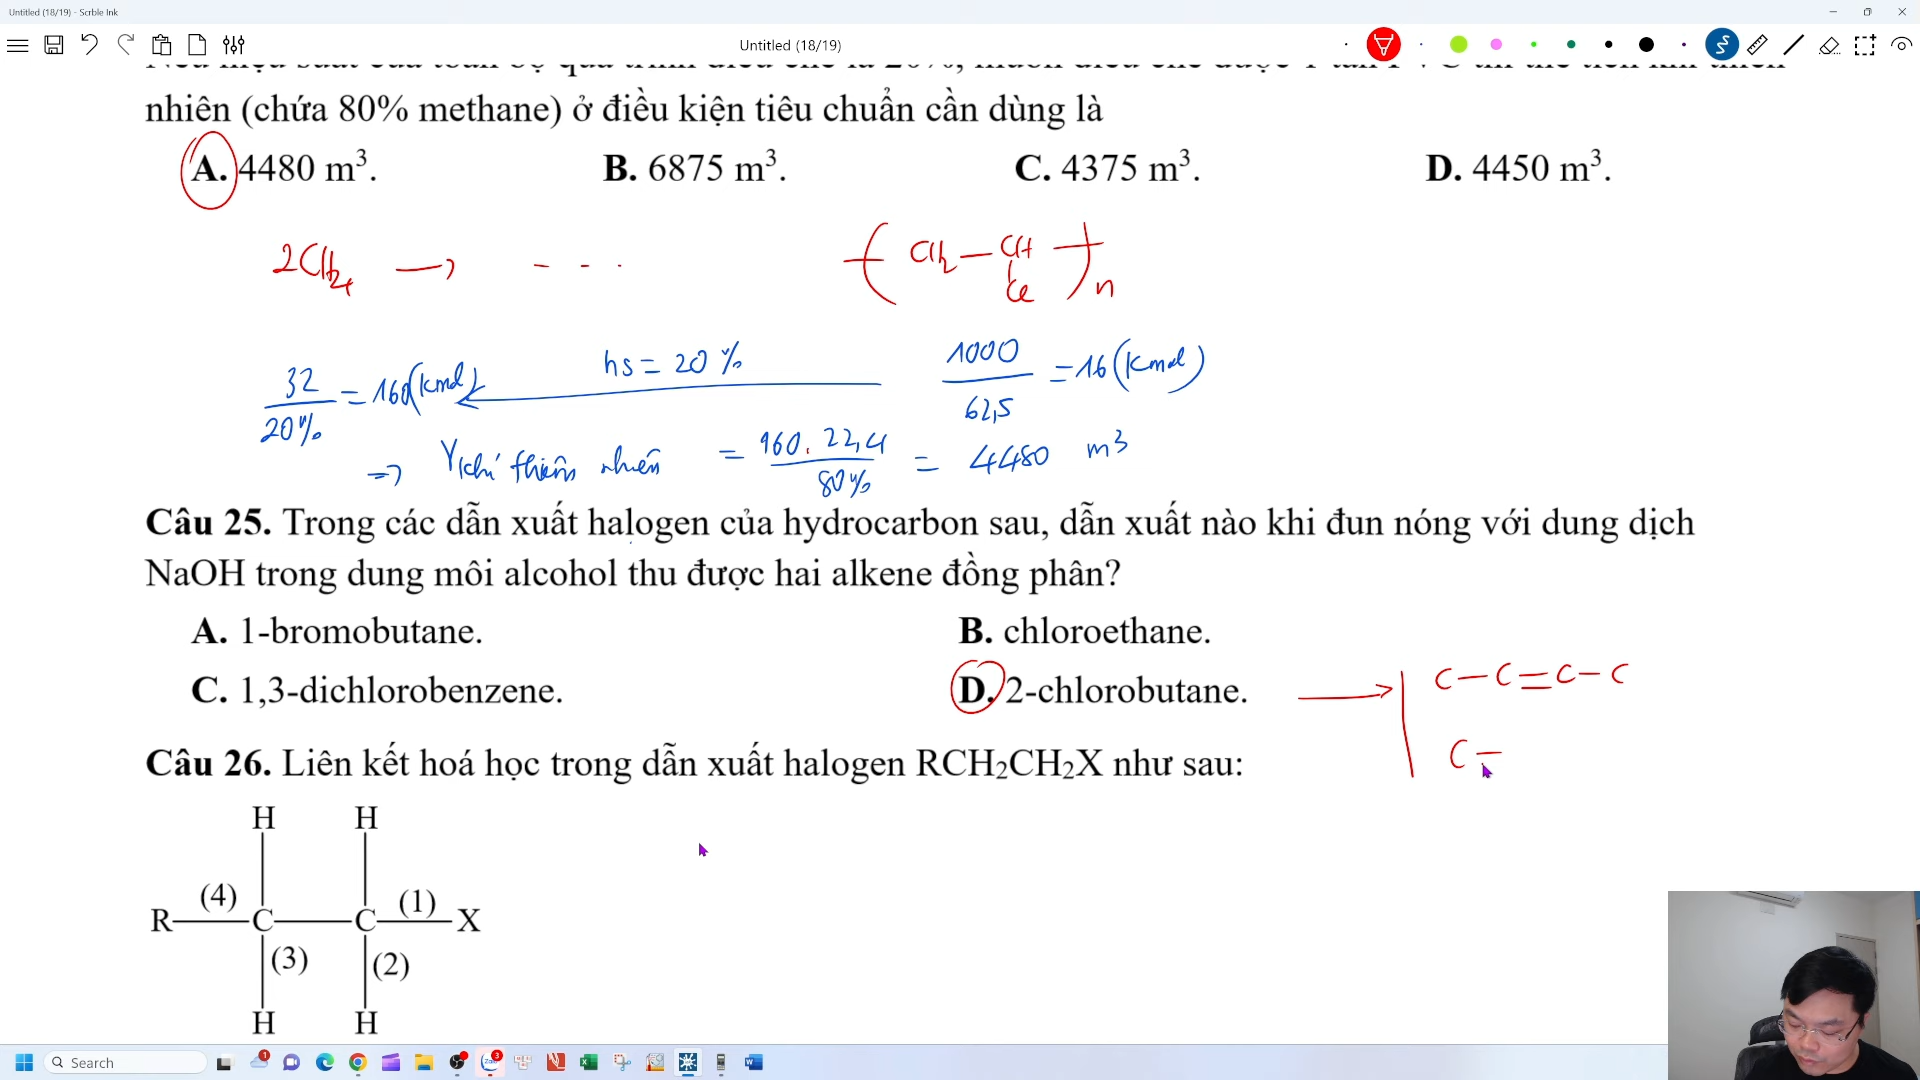 Untitled (18/19) - Scrble Ink
Untitled (18/19)
nhiên (chứa 80% methane) ở điều kiện tiêu chuẩn cần dùng là
A. 4480 m³. B. 6875 m³. C. 4375 m³. D. 4450 m³.
2CH₄ → - - - ( CH₂ — CH )n
Cl
32/20% = 160(kmol) hs = 20 % 1000/62,5 = 16 (kmol)
=> V khí thiên nhiên = 160. 22,4 / 80% = 4480 m³
Câu 25. Trong các dẫn xuất halogen của hydrocarbon sau, dẫn xuất nào khi đun nóng với dung dịch
NaOH trong dung môi alcohol thu được hai alkene đồng phân?
A. 1-bromobutane. B. chloroethane.
C. 1,3-dichlorobenzene. D. 2-chlorobutane. → C-C=C-C
C=
Câu 26. Liên kết hoá học trong dẫn xuất halogen RCH₂CH₂X như sau:
H H
(4) (1)
R C C X
(3) (2)
H H
Search